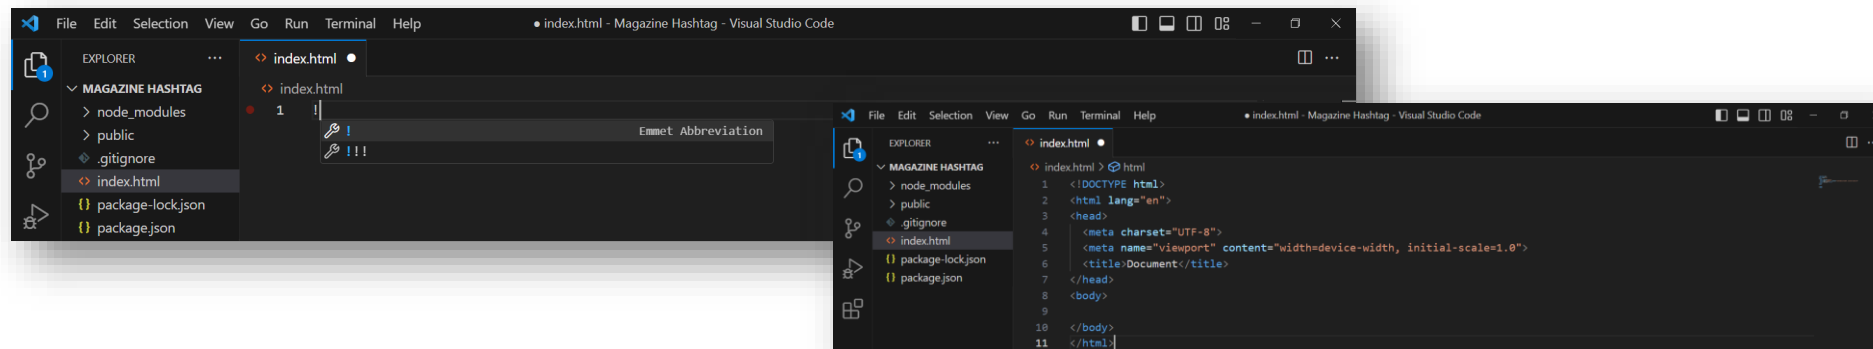 File Edit Selection View Go Run Terminal Help ● index.html - Magazine Hashtag - Visual Studio Code
EXPLORER ···
<> index.html ●
MAGAZINE HASHTAG
<> index.html
> node_modules
1 !
! Emmet Abbreviation
!!!
> public
.gitignore
<> index.html
{} package-lock.json
{} package.json
1
File Edit Selection View Go Run Terminal Help ● index.html - Magazine Hashtag - Visual Studio Code
EXPLORER ···
<> index.html ●
MAGAZINE HASHTAG
<> index.html > html
> node_modules
> public
.gitignore
<> index.html
{} package-lock.json
{} package.json
1
1 <!DOCTYPE html>
2 <html lang="en">
3 <head>
4 <meta charset="UTF-8">
5 <meta name="viewport" content="width=device-width, initial-scale=1.0">
6 <title>Document</title>
7 </head>
8 <body>
9
10 </body>
11 </html>